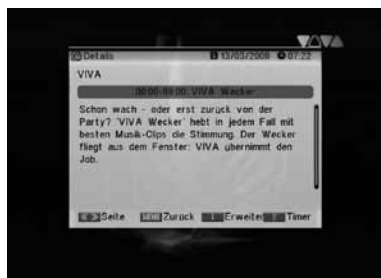 VIVA
Details 13/03/2008 07:22
VIVA
06:00-09:00 VIVA Wecker
Schon wach - oder erst zurück von der
Party? 'VIVA Wecker' hebt in jedem Fall mit
besten Musik-Clips die Stimmung. Der Wecker
fliegt aus dem Fenster: VIVA übernimmt den
Job.
Seite MENU Zurück Erweiter Timer